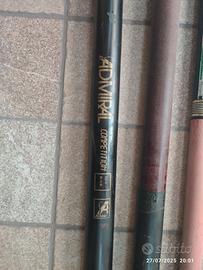 ADMIRAL
COMPETITION
subito
27/07/2025 20:01